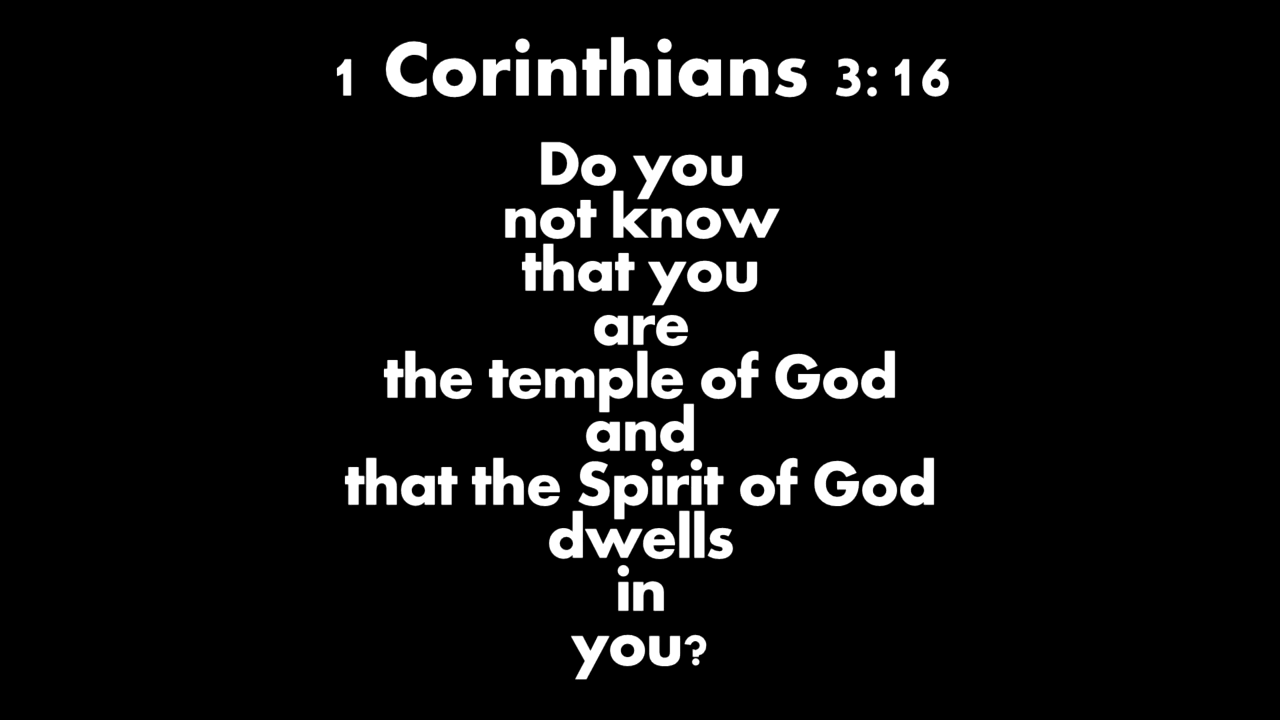 1 Corinthians 3:16
Do you
not know
that you
are
the temple of God
and
that the Spirit of God
dwells
in
you?